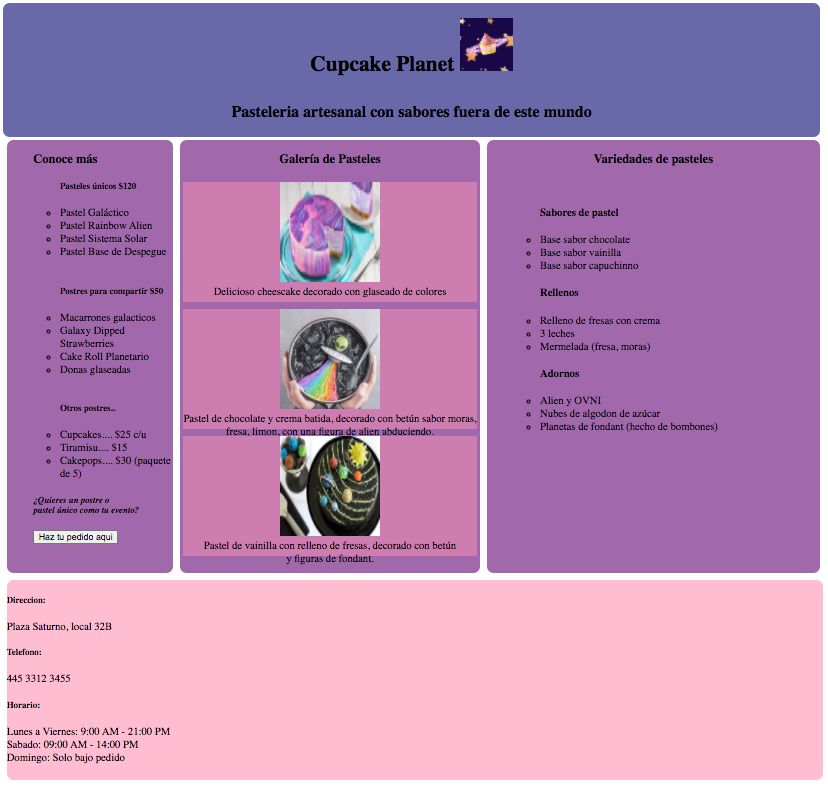 Cupcake Planet
Pasteleria artesanal con sabores fuera de este mundo
Conoce más
Pasteles únicos $120
Pastel Galáctico
Pastel Rainbow Alien
Pastel Sistema Solar
Pastel Base de Despegue
Postres para compartir $50
Macarrones galacticos
Galaxy Dipped
Strawberries
Cake Roll Planetario
Donas glaseadas
Otros postres..
Cupcakes.... $25 c/u
Tiramisu.... $15
Cakepops.... $30 (paquete
de 5)
¿Quieres un postre o
pastel único como tu evento?
Haz tu pedido aqui
Galería de Pasteles
Delicioso cheescake decorado con glaseado de colores
Pastel de chocolate y crema batida, decorado con betún sabor moras,
fresa, limon, con una figura de alien abduciendo.
Pastel de vainilla con relleno de fresas, decorado con betún
y figuras de fondant.
Variedades de pasteles
Sabores de pastel
Base sabor chocolate
Base sabor vainilla
Base sabor capuchinno
Rellenos
Relleno de fresas con crema
3 leches
Mermelada (fresa, moras)
Adornos
Alien y OVNI
Nubes de algodon de azúcar
Planetas de fondant (hecho de bombones)
Direccion:
Plaza Saturno, local 32B
Telefono:
445 3312 3455
Horario:
Lunes a Viernes: 9:00 AM - 21:00 PM
Sabado: 09:00 AM - 14:00 PM
Domingo: Solo bajo pedido